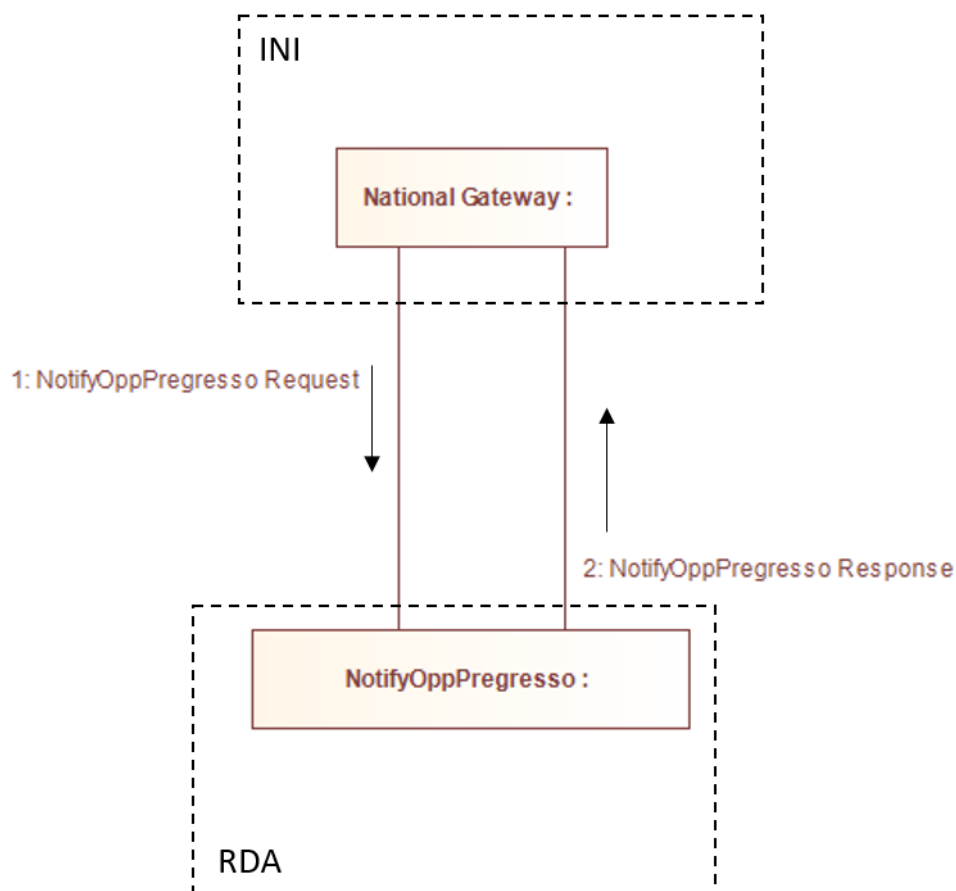 INI
National Gateway :
1: NotifyOppPregresso Request
2: NotifyOppPregresso Response
NotifyOppPregresso :
RDA